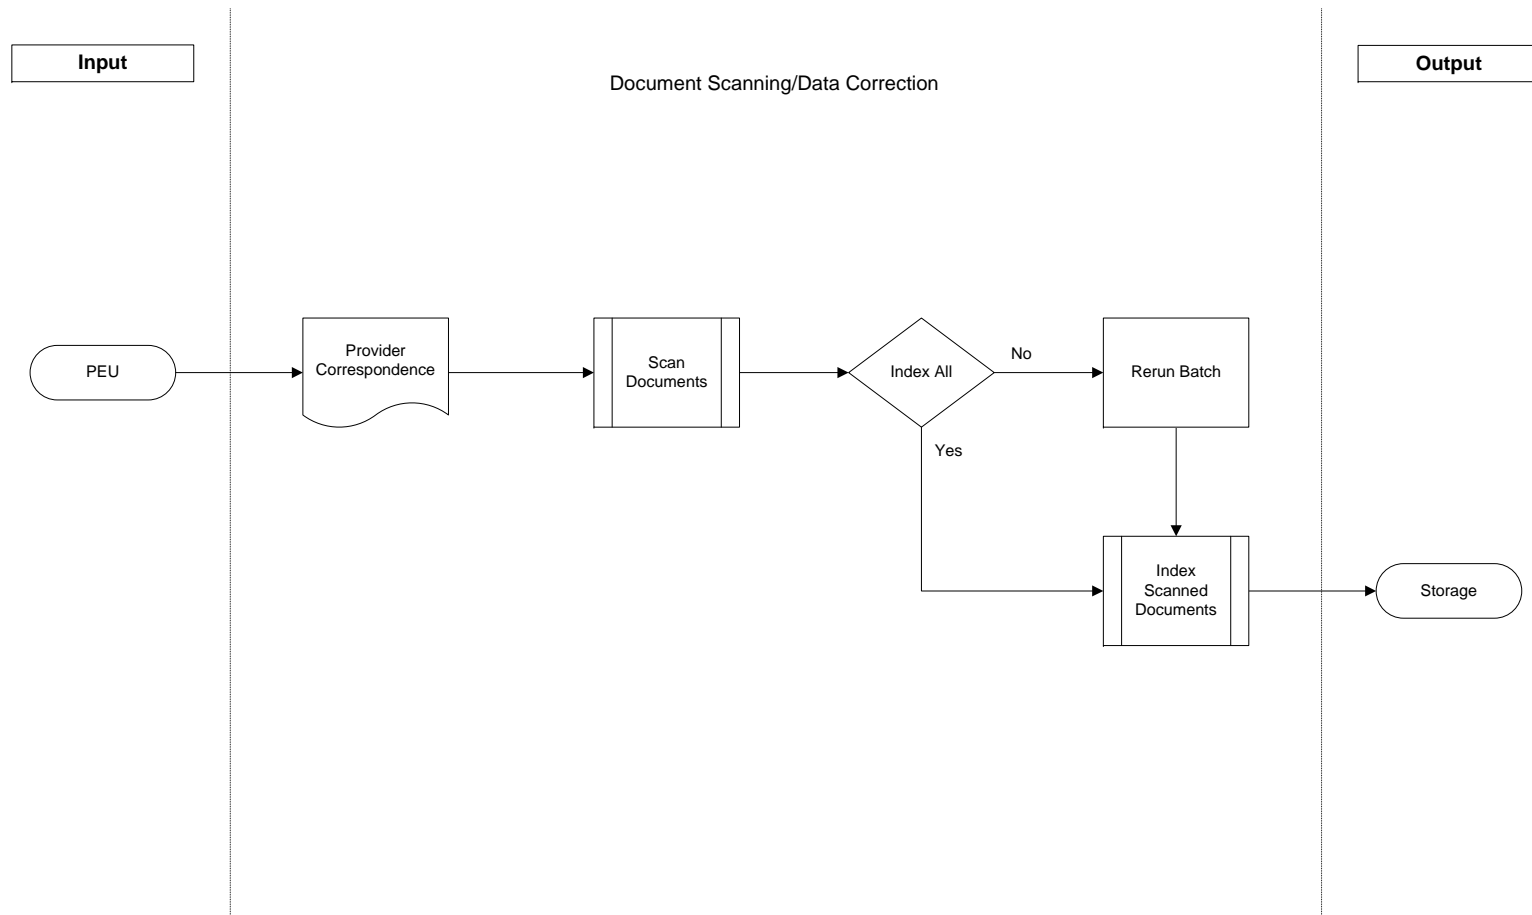 Input
Document Scanning/Data Correction
Output
PEU
Provider
Correspondence
Scan
Documents
Index All
No
Rerun Batch
Yes
Index
Scanned
Documents
Storage